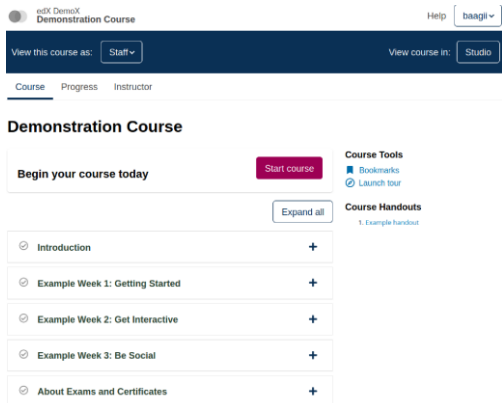 edX DemoX
Demonstration Course
Help
baagii
View this course as:
Staff
View course in:
Studio
Course
Progress
Instructor
Demonstration Course
Begin your course today
Start course
Expand all
Introduction
Example Week 1: Getting Started
Example Week 2: Get Interactive
Example Week 3: Be Social
About Exams and Certificates
Course Tools
Bookmarks
Launch tour
Course Handouts
1. Example handout